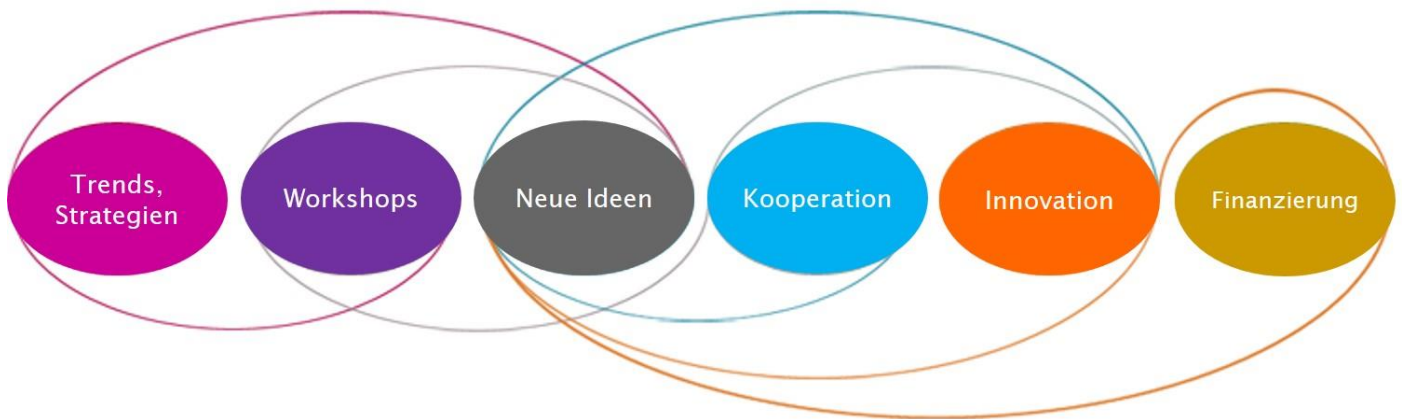 Trends,
Strategien
Workshops
Neue Ideen
Kooperation
Innovation
Finanzierung